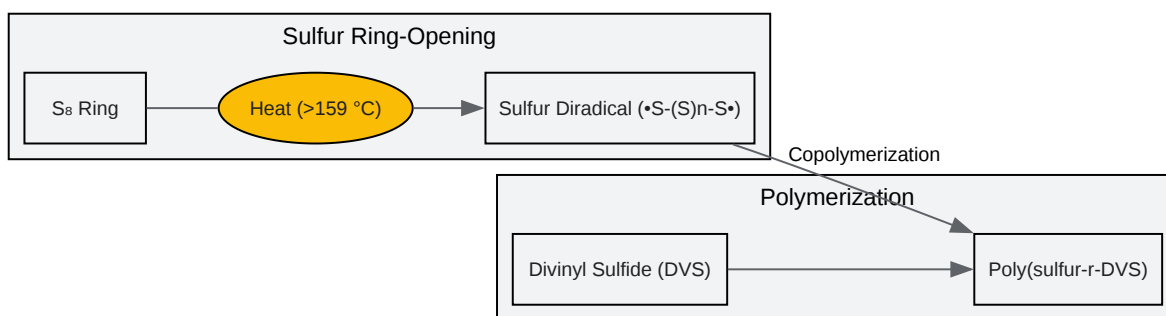 Sulfur Ring-Opening
S₈ Ring
Heat (>159 °C)
Sulfur Diradical (•S-(S)n-S•)
Copolymerization
Polymerization
Divinyl Sulfide (DVS)
Poly(sulfur-r-DVS)